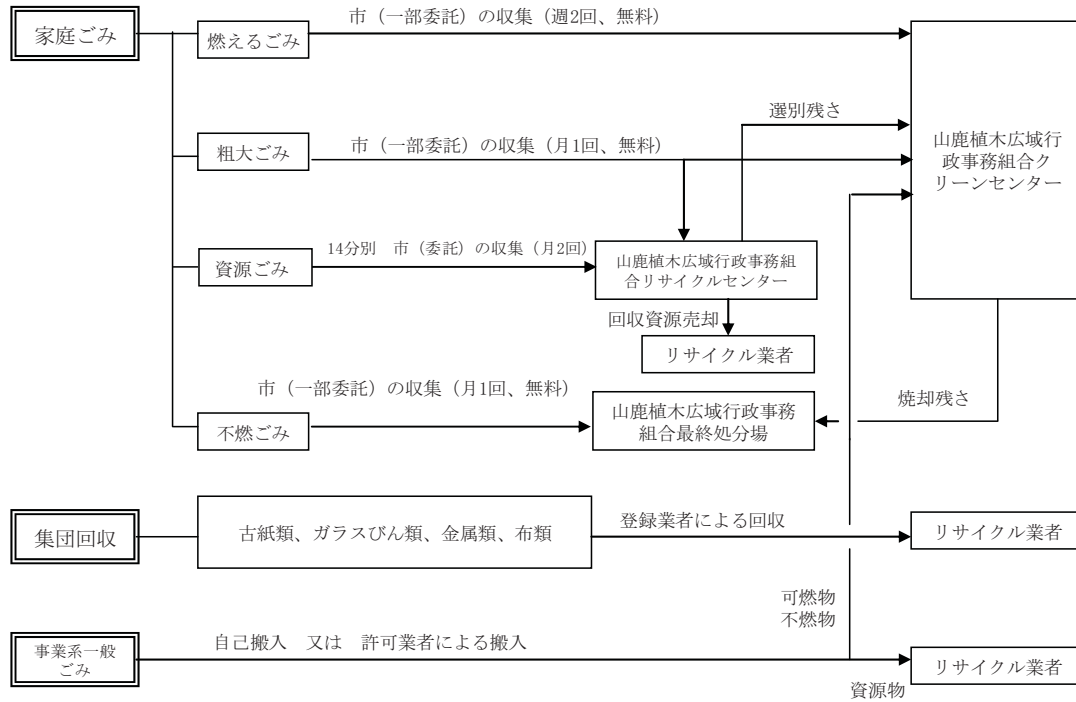 市（一部委託）の収集（週2回、無料）
家庭ごみ
燃えるごみ
選別残さ
粗大ごみ
市（一部委託）の収集（月1回、無料）
山鹿植木広域行
政事務組合ク
リーンセンター
14分別　市（委託）の収集（月2回）
資源ごみ
山鹿植木広域行政事務組
合リサイクルセンター
回収資源売却
リサイクル業者
市（一部委託）の収集（月1回、無料）
不燃ごみ
山鹿植木広域行政事務
組合最終処分場
焼却残さ
集団回収
古紙類、ガラスびん類、金属類、布類
登録業者による回収
リサイクル業者
可燃物
不燃物
事業系一般
ごみ
自己搬入　又は　許可業者による搬入
リサイクル業者
資源物